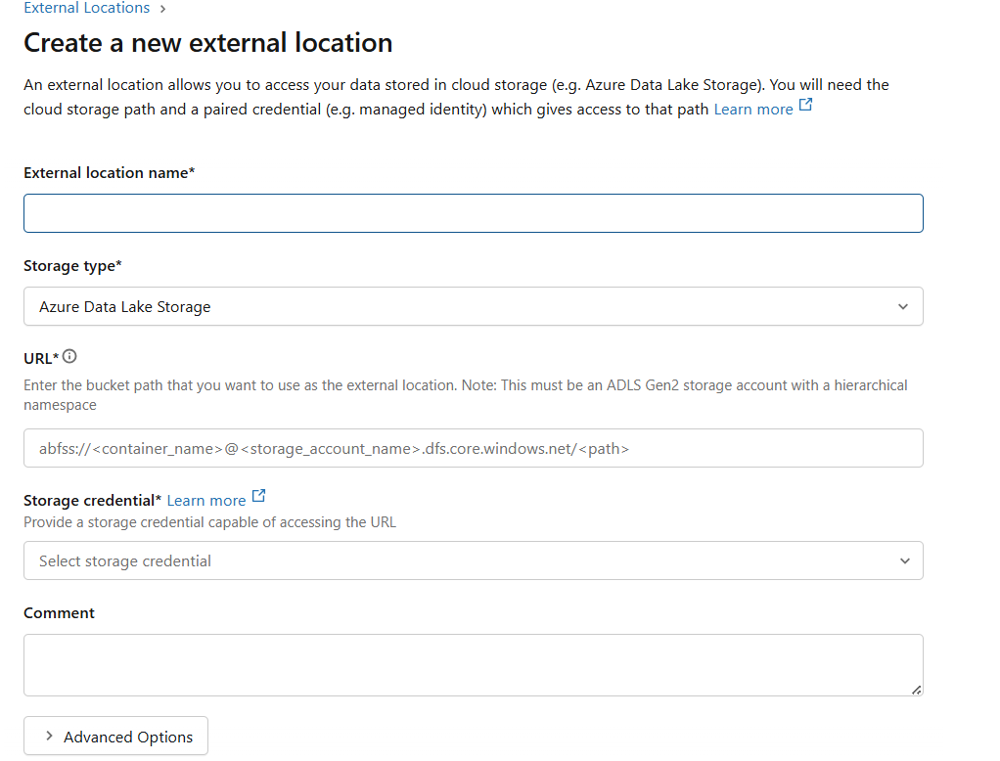 External Locations
Create a new external location
An external location allows you to access your data stored in cloud storage (e.g. Azure Data Lake Storage). You will need the
cloud storage path and a paired credential (e.g. managed identity) which gives access to that path Learn more
External location name*
Storage type*
Azure Data Lake Storage
URL*
Enter the bucket path that you want to use as the external location. Note: This must be an ADLS Gen2 storage account with a hierarchical
namespace
abfss://<container_name>@<storage_account_name>.dfs.core.windows.net/<path>
Storage credential* Learn more
Provide a storage credential capable of accessing the URL
Select storage credential
Comment
Advanced Options